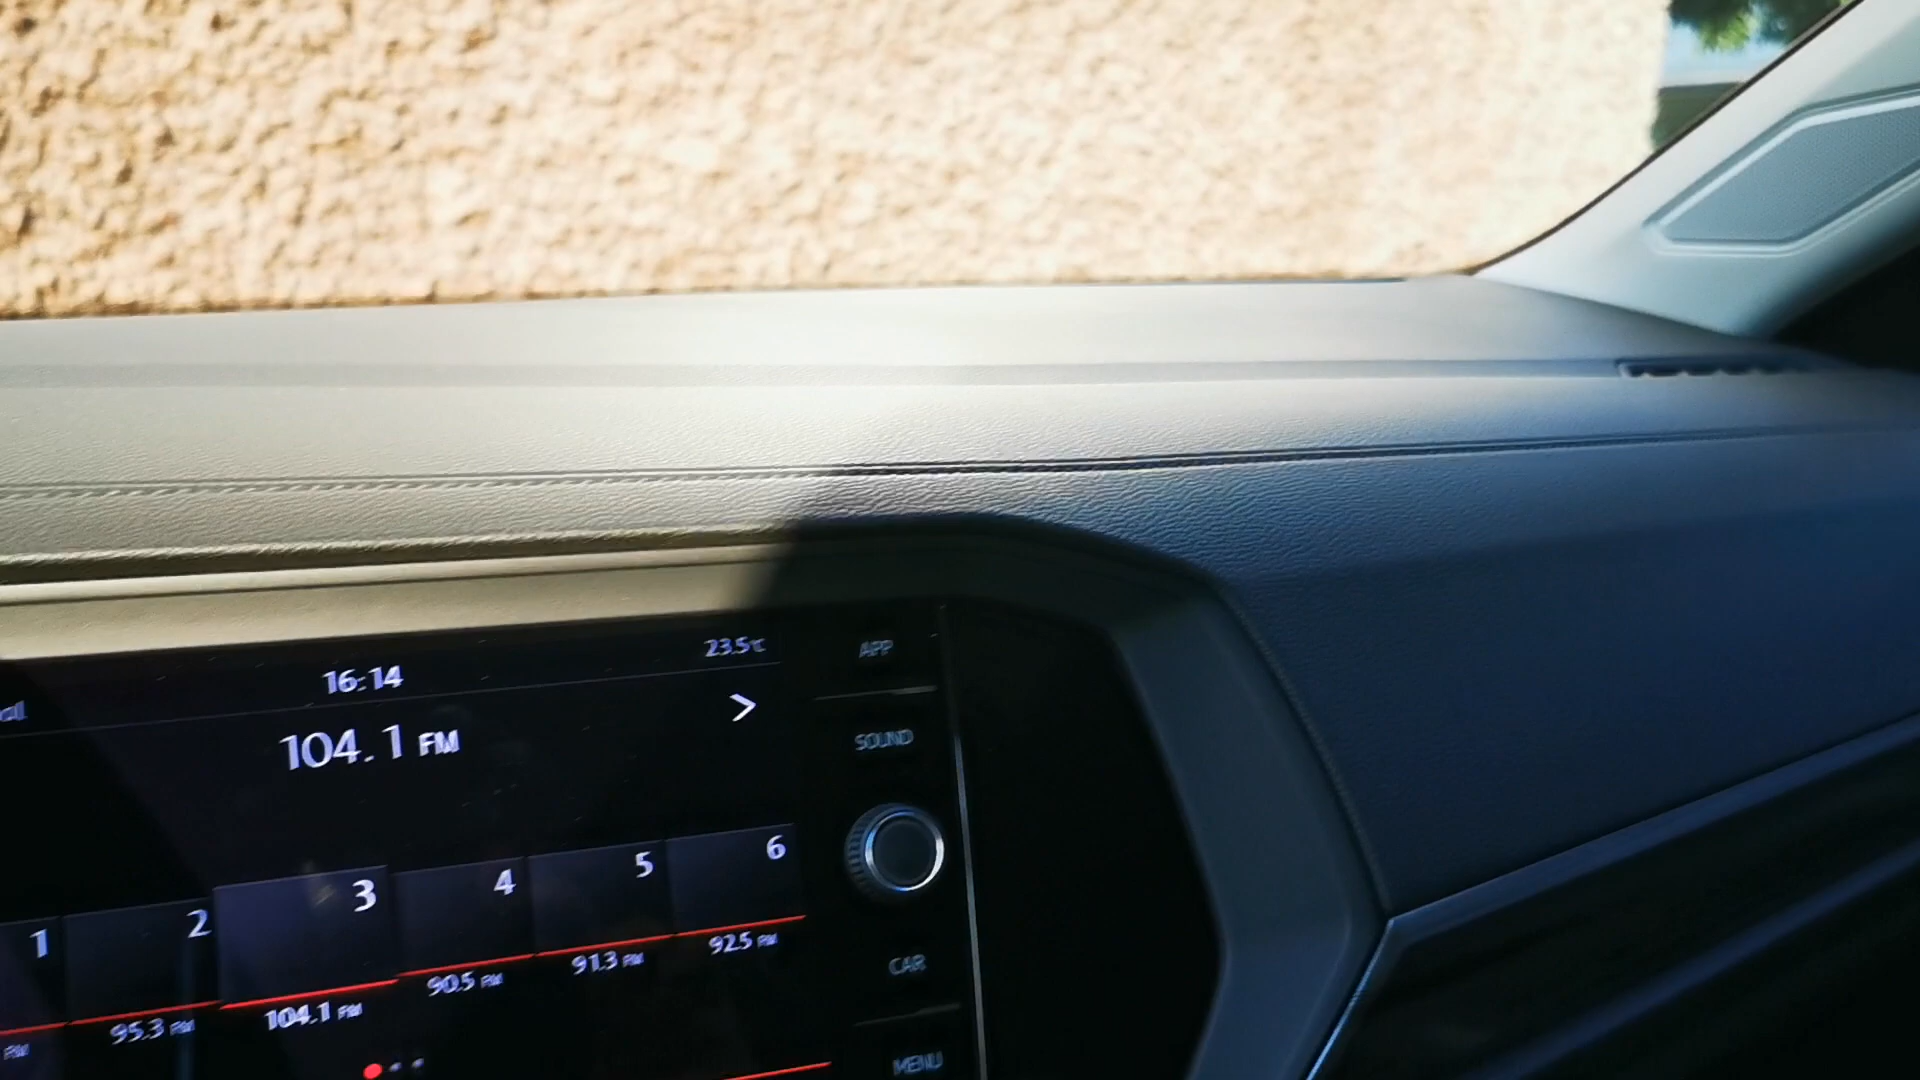 16:14
23.5°C
104.1 FM
APP
SOUND
1
2
3
4
5
6
FM
95.3 FM
104.1 FM
90.5 FM
91.3 FM
92.5 FM
CAR
MENU